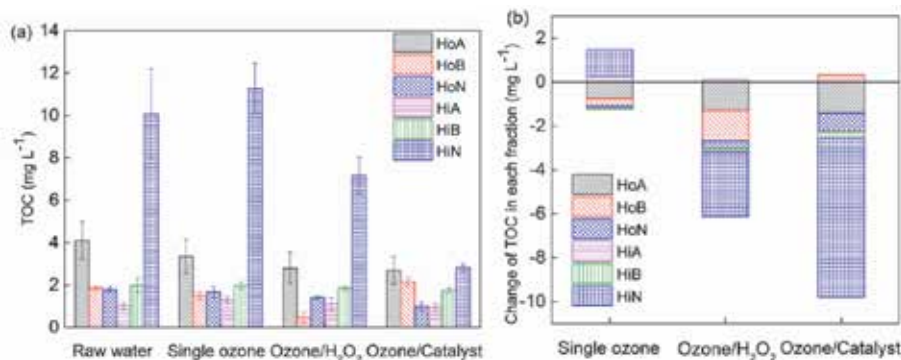 (a)
14
12
10
8
6
4
2
0
TOC (mg L⁻¹)
HoA
HoB
HoN
HiA
HiB
HiN
Raw water Single ozone Ozone/H₂O₂ Ozone/Catalyst
(b)
2
0
-2
-4
-6
-8
-10
Change of TOC in each fraction (mg L⁻¹)
HoA
HoB
HoN
HiA
HiB
HiN
Single ozone Ozone/H₂O₂ Ozone/Catalyst